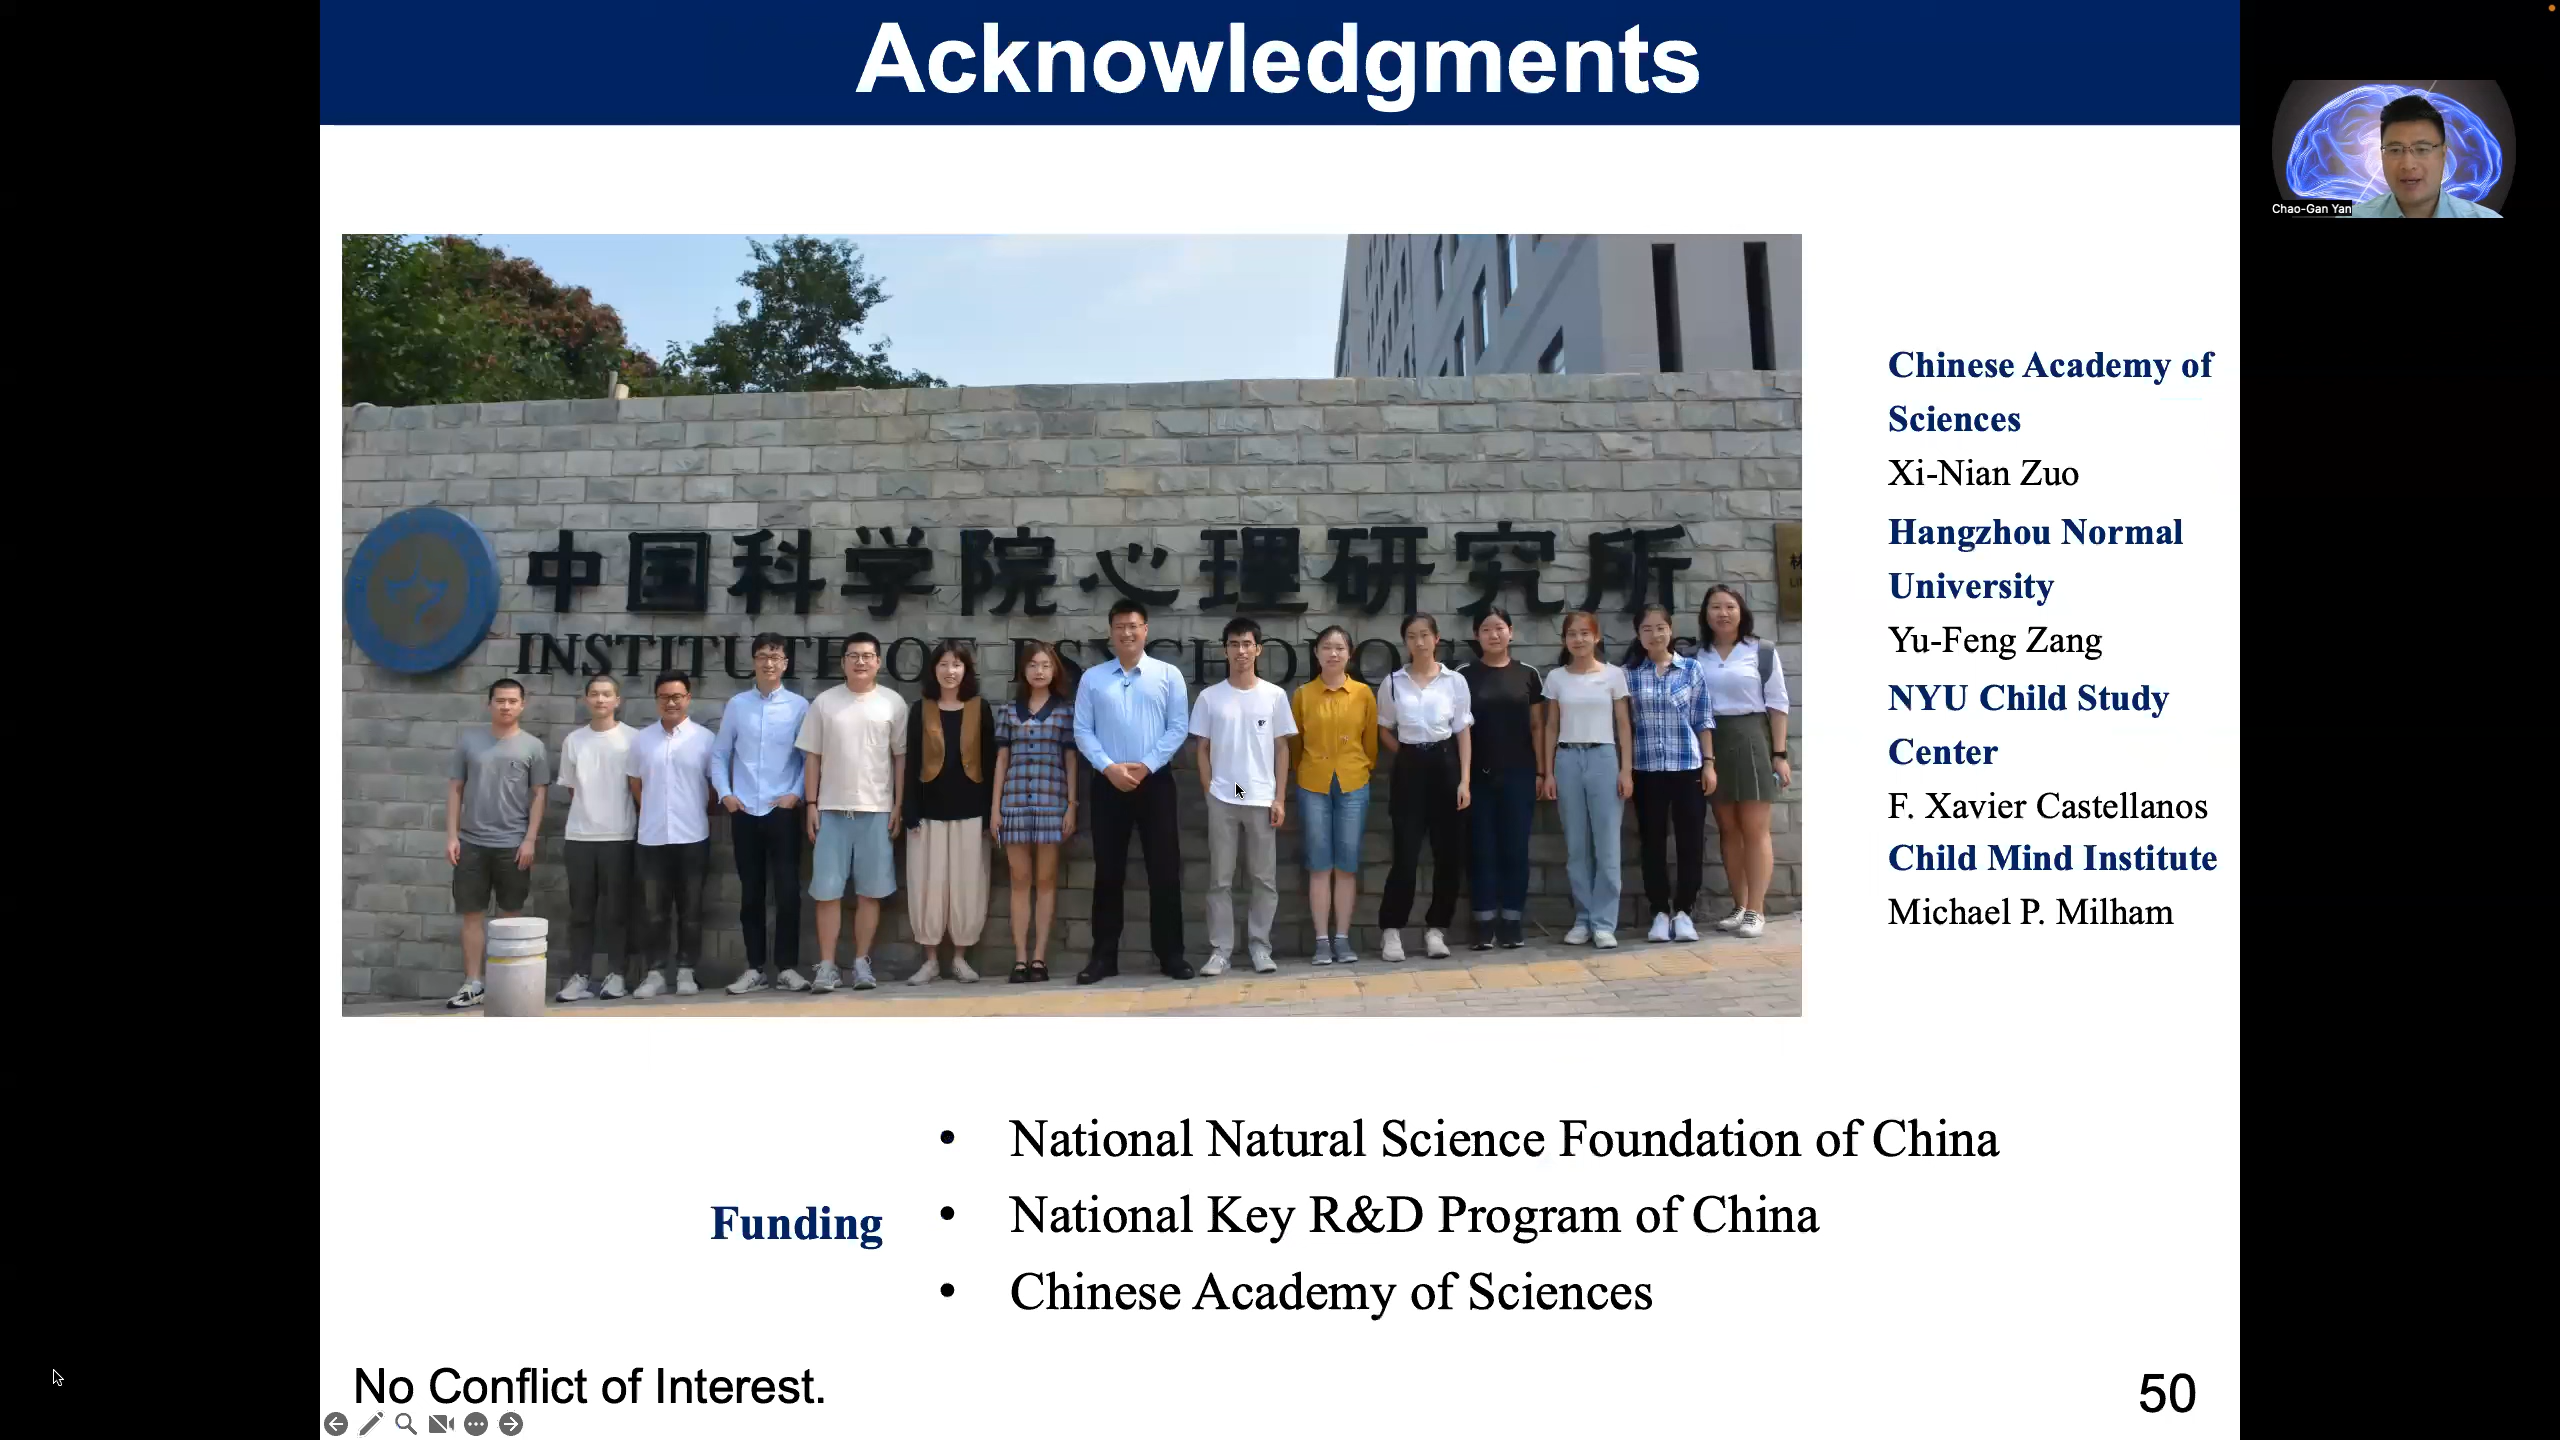 Acknowledgments
Chao-Gan Yan
中国科学院心理研究所
INSTITUTE OF PSYCHOLOGY
Chinese Academy of
Sciences
Xi-Nian Zuo
Hangzhou Normal
University
Yu-Feng Zang
NYU Child Study
Center
F. Xavier Castellanos
Child Mind Institute
Michael P. Milham
Funding
• National Natural Science Foundation of China
• National Key R&D Program of China
• Chinese Academy of Sciences
No Conflict of Interest.
50